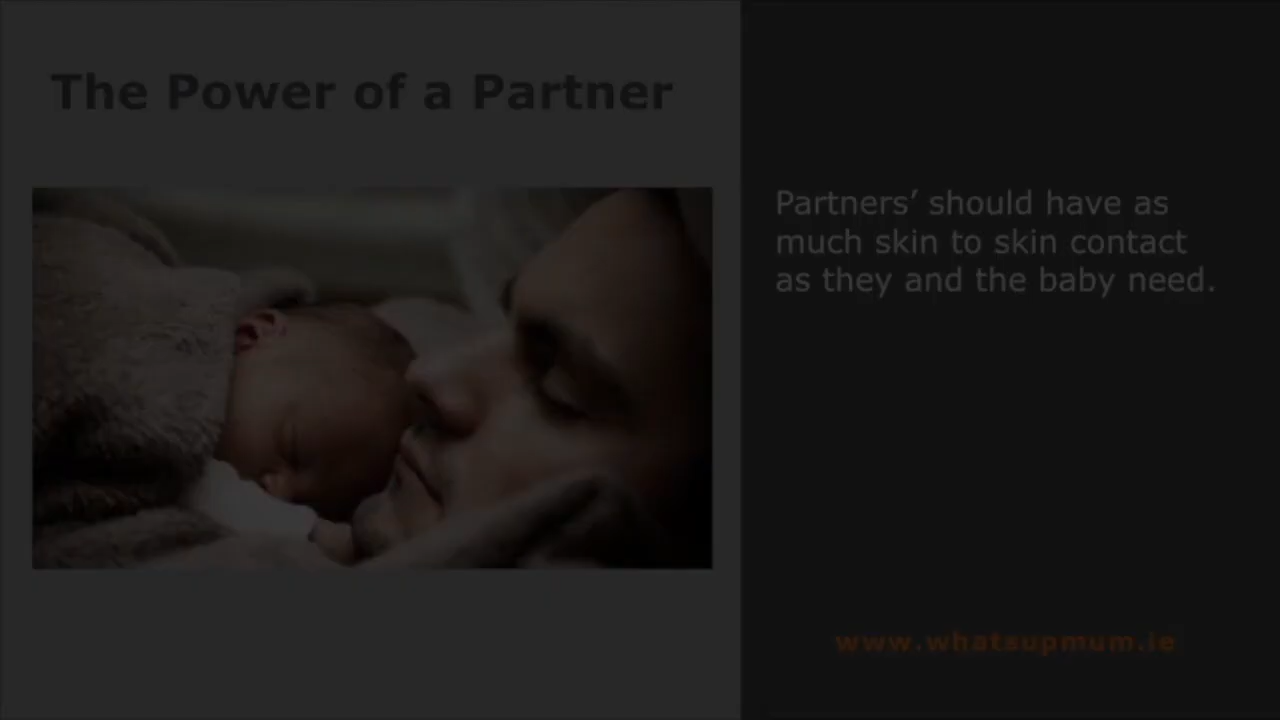 The Power of a Partner
Partners’ should have as
much skin to skin contact
as they and the baby need.
www.whatsupmum.ie